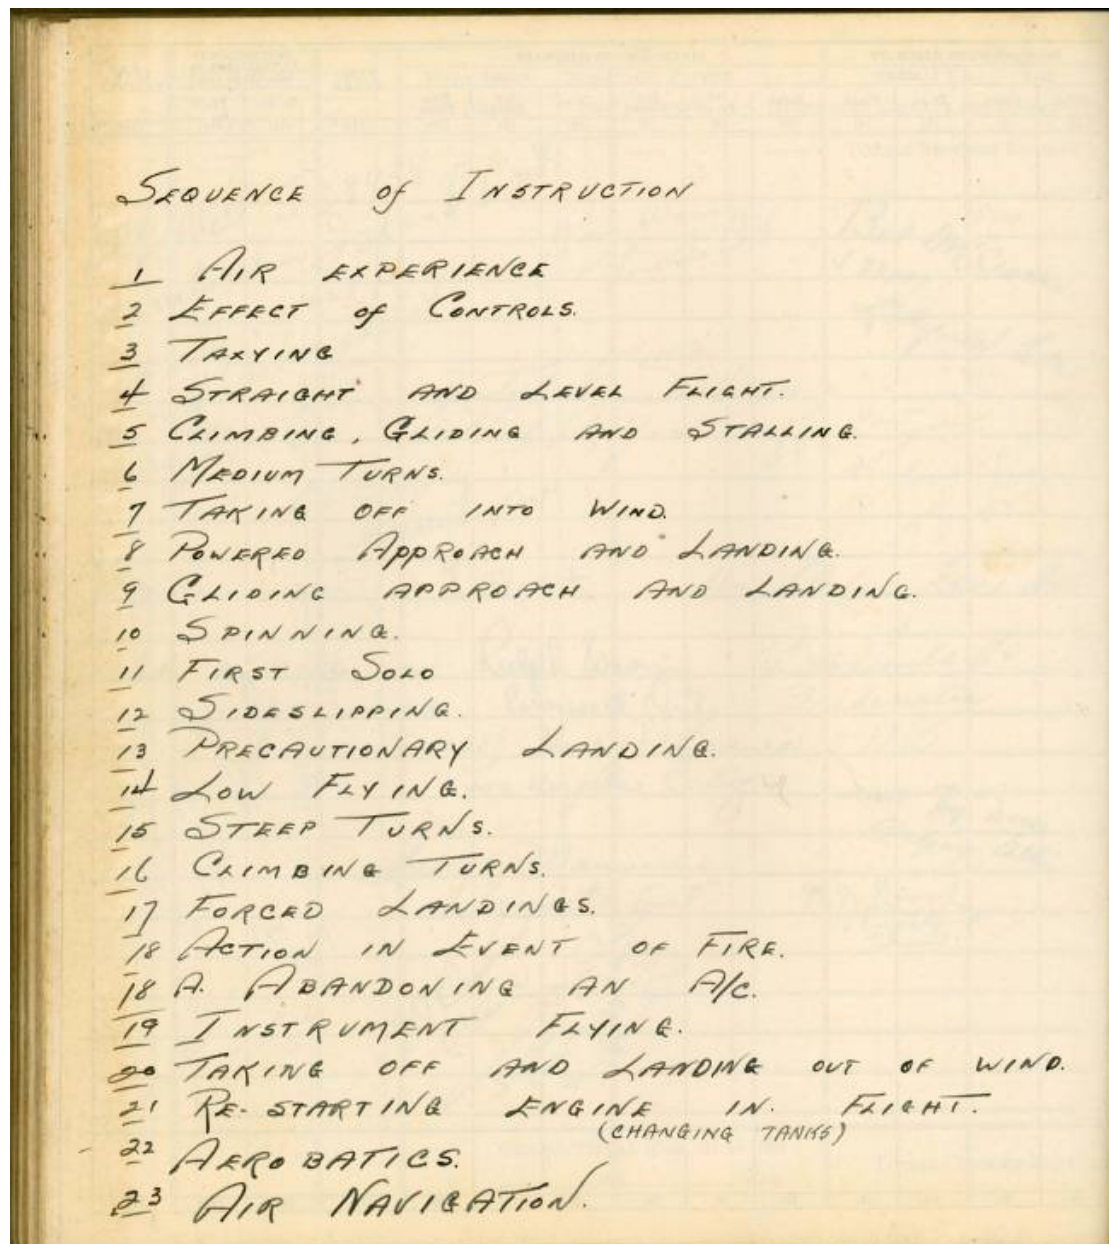 SEQUENCE of INSTRUCTION
1 AIR EXPERIENCE
2 EFFECT of CONTROLS.
3 TAXYING
4 STRAIGHT AND LEVEL FLIGHT.
5 CLIMBING, GLIDING AND STALLING.
6 MEDIUM TURNS.
7 TAKING OFF INTO WIND.
8 POWERED APPROACH AND LANDING.
9 GLIDING APPROACH AND LANDING.
10 SPINNING.
11 FIRST SOLO
12 SIDESLIPPING.
13 PRECAUTIONARY LANDING.
14 LOW FLYING.
15 STEEP TURNS.
16 CLIMBING TURNS.
17 FORCED LANDINGS.
18 ACTION IN EVENT OF FIRE.
18 A. ABANDONING AN A/C.
19 INSTRUMENT FLYING.
20 TAKING OFF AND LANDING OUT OF WIND.
21 RE-STARTING ENGINE IN. FLIGHT.
(CHANGING TANKS)
22 AEROBATICS.
23 AIR NAVIGATION.